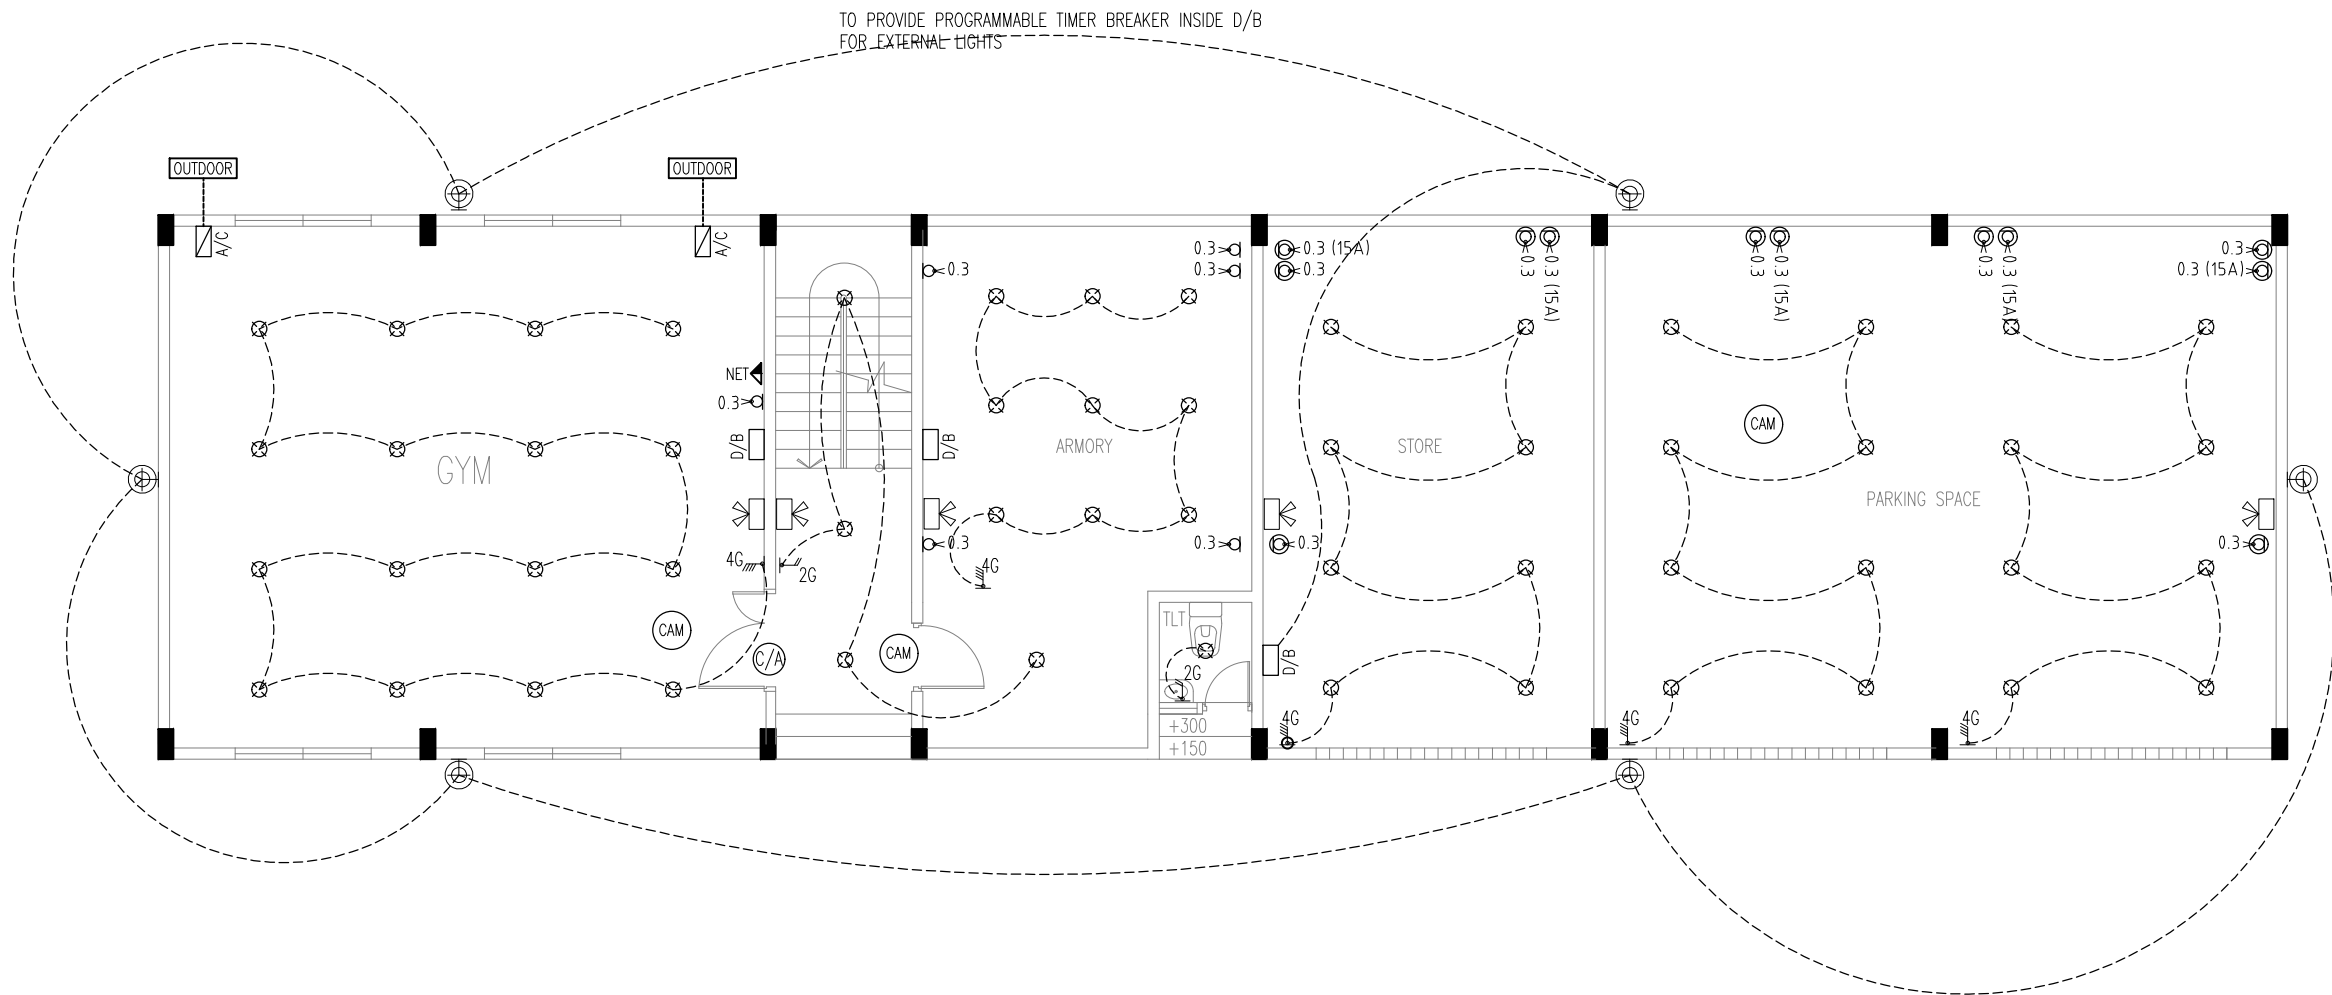 TO PROVIDE PROGRAMMABLE TIMER BREAKER INSIDE D/B
FOR EXTERNAL LIGHTS
OUTDOOR
OUTDOOR
A/C
A/C
0.3
0.3
0.3
0.3 (15A)
0.3
0.3
0.3 (15A)
0.3
0.3 (15A)
0.3
0.3 (15A)
0.3
0.3 (15A)
NET
0.3
D/B
D/B
GYM
ARMORY
STORE
CAM
PARKING SPACE
4G
2G
0.3
4G
0.3
0.3
0.3
CAM
C/A
CAM
TLT
2G
D/B
+300
+150
4G
4G
4G